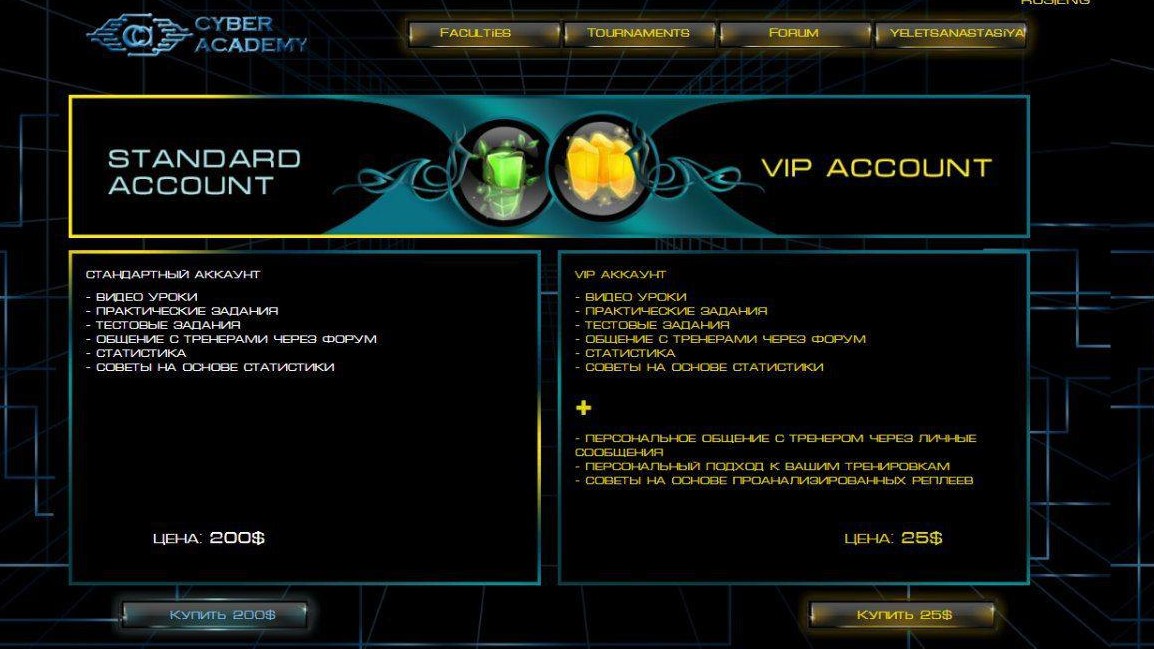 CYBER
ACADEMY
FACULTIES
TOURNAMENTS
FORUM
YELETSANASTASIYA
STANDARD
ACCOUNT
VIP ACCOUNT
СТАНДАРТНЫЙ АККАУНТ
- ВИДЕО УРОКИ
- ПРАКТИЧЕСКИЕ ЗАДАНИЯ
- ТЕСТОВЫЕ ЗАДАНИЯ
- ОБЩЕНИЕ С ТРЕНЕРАМИ ЧЕРЕЗ ФОРУМ
- СТАТИСТИКА
- СОВЕТЫ НА ОСНОВЕ СТАТИСТИКИ
ЦЕНА: 200$
Купить 200$
VIP АККАУНТ
- ВИДЕО УРОКИ
- ПРАКТИЧЕСКИЕ ЗАДАНИЯ
- ТЕСТОВЫЕ ЗАДАНИЯ
- ОБЩЕНИЕ С ТРЕНЕРАМИ ЧЕРЕЗ ФОРУМ
- СТАТИСТИКА
- СОВЕТЫ НА ОСНОВЕ СТАТИСТИКИ
+
- ПЕРСОНАЛЬНОЕ ОБЩЕНИЕ С ТРЕНЕРОМ ЧЕРЕЗ ЛИЧНЫЕ
СООБЩЕНИЯ
- ПЕРСОНАЛЬНЫЙ ПОДХОД К ВАШИМ ТРЕНИРОВКАМ
- СОВЕТЫ НА ОСНОВЕ ПРОАНАЛИЗИРОВАННЫХ РЕПЛЕЕВ
ЦЕНА: 25$
Купить 25$